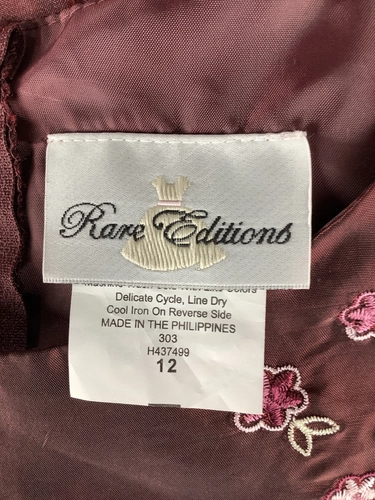 Rare Editions
Delicate Cycle, Line Dry
Cool Iron On Reverse Side
MADE IN THE PHILIPPINES
303
H437499
12